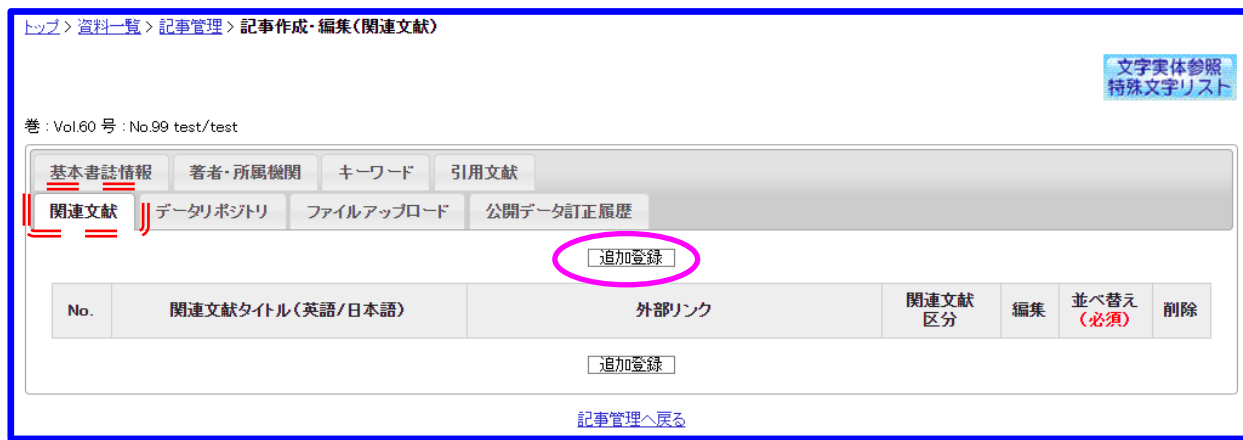 トップ > 資料一覧 > 記事管理 > 記事作成・編集(関連文献)
文字実体参照
特殊文字リスト
巻 : Vol.60 号 : No.99 test/test
基本書誌情報 著者・所属機関 キーワード 引用文献
関連文献 データリポジトリ ファイルアップロード 公開データ訂正履歴
追加登録
No. 関連文献タイトル(英語/日本語) 外部リンク 関連文献区分 編集 並べ替え(必須) 削除
追加登録
記事管理へ戻る